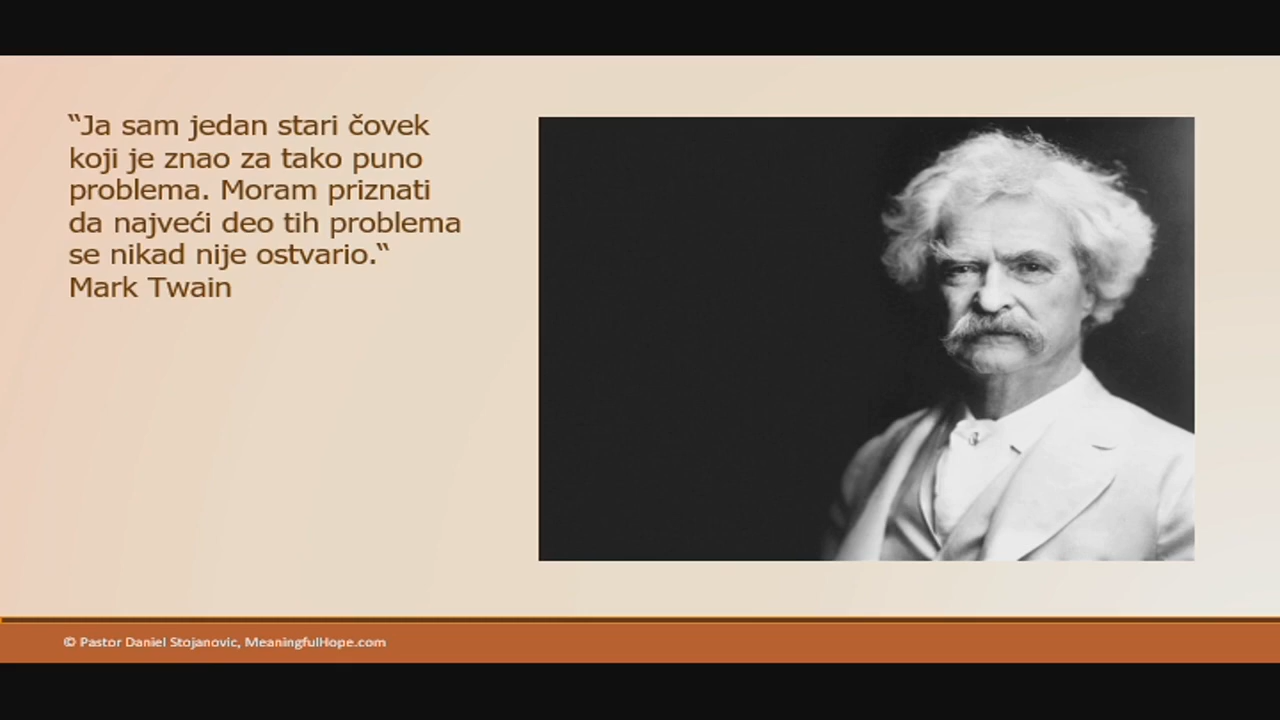 “Ja sam jedan stari čovek
koji je znao za tako puno
problema. Moram priznati
da najveći deo tih problema
se nikad nije ostvario.“
Mark Twain
© Pastor Daniel Stojanovic, MeaningfulHope.com